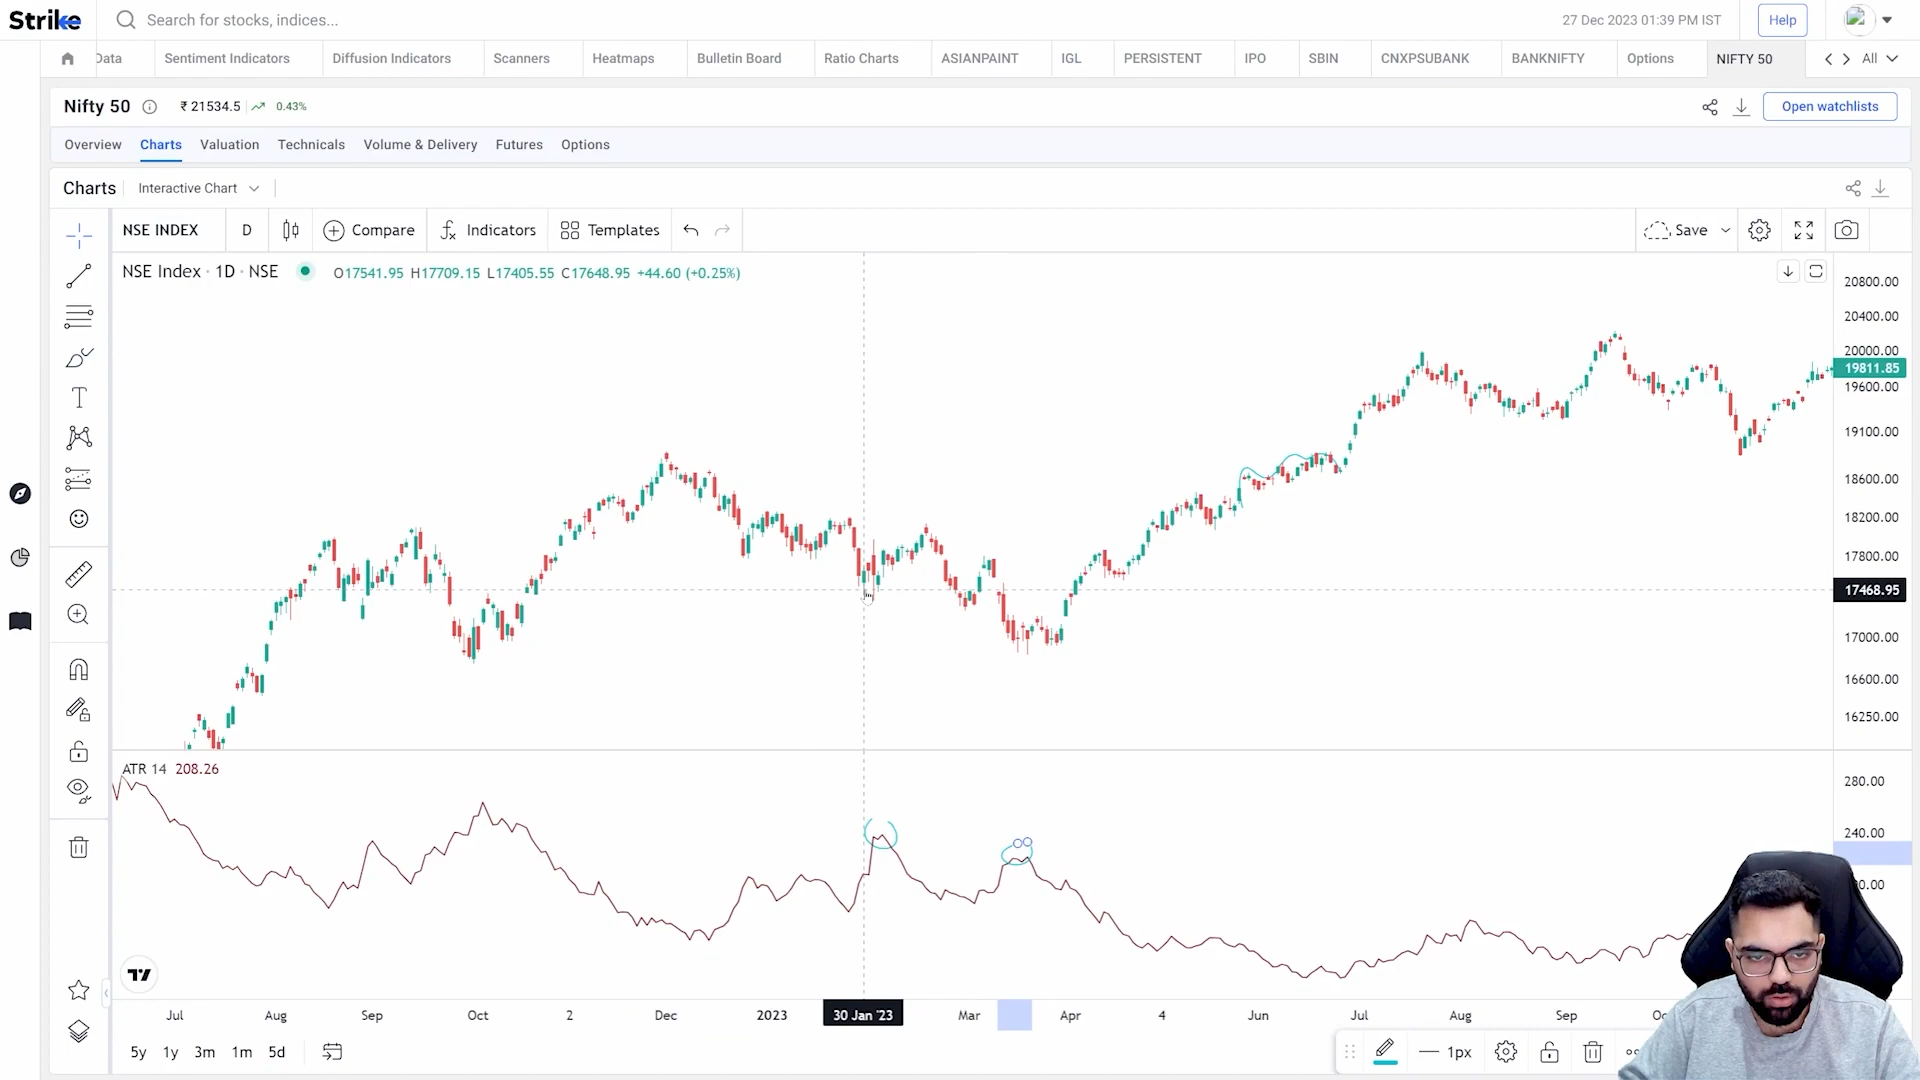 Strike
Search for stocks, indices...
27 Dec 2023 01:39 PM IST
Help
Data
Sentiment Indicators
Diffusion Indicators
Scanners
Heatmaps
Bulletin Board
Ratio Charts
ASIANPAINT
IGL
PERSISTENT
IPO
SBIN
CNXPSUBANK
BANKNIFTY
Options
NIFTY 50
All
Nifty 50
₹ 21534.5
0.43%
Open watchlists
Overview
Charts
Valuation
Technicals
Volume & Delivery
Futures
Options
Charts
Interactive Chart
NSE INDEX
D
Compare
Indicators
Templates
Save
NSE Index · 1D · NSE
O17541.95 H17709.15 L17405.55 C17648.95 +44.60 (+0.25%)
20800.00
20400.00
20000.00
19811.85
19600.00
19100.00
18600.00
18200.00
17800.00
17468.95
17000.00
16600.00
16250.00
ATR 14 208.26
280.00
240.00
Jul
Aug
Sep
Oct
2
Dec
2023
30 Jan '23
Mar
Apr
4
Jun
Jul
Aug
Sep
5y
1y
3m
1m
5d
1px